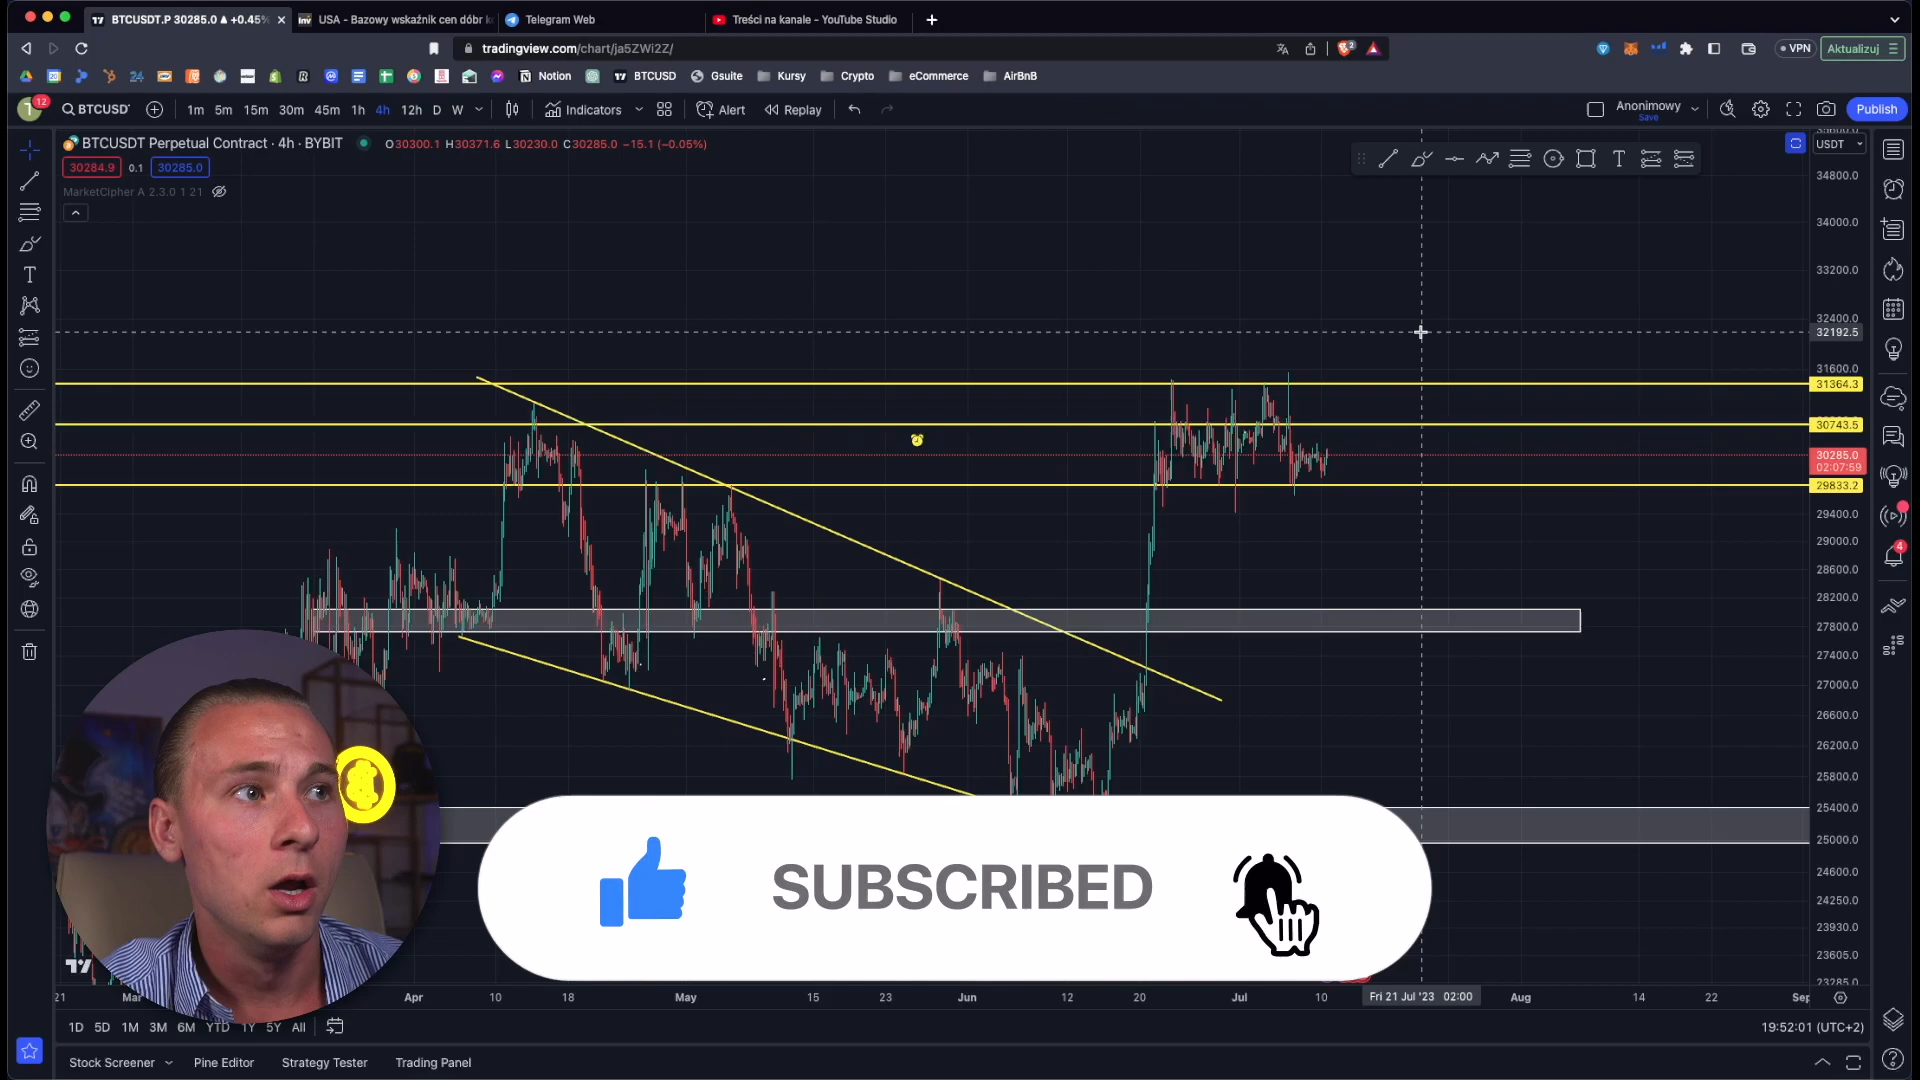 BTCUSDT.P 30285.0 ▲ +0.45%
USA - Bazowy wskaźnik cen dóbr k
Telegram Web
Treści na kanale - YouTube Studio
tradingview.com/chart/ja5ZWi2Z/
VPN
Aktualizuj
Notion
BTCUSD
Gsuite
Kursy
Crypto
eCommerce
AirBnB
12
BTCUSD
1m 5m 15m 30m 45m 1h 4h 12h D W
Indicators
Alert
Replay
Anonimowy
Save
Publish
BTCUSDT Perpetual Contract · 4h · BYBIT
O30300.1 H30371.6 L30230.0 C30285.0 −15.1 (−0.05%)
USDT
30284.9
0.1
30285.0
MarketCipher A 2.3.0 1 21
34800.0
34000.0
33200.0
32400.0
32192.5
31600.0
31364.3
30743.5
30285.0
02:07:59
29833.2
29400.0
29000.0
28600.0
28200.0
27800.0
27400.0
27000.0
26600.0
26200.0
25800.0
25400.0
25000.0
24600.0
24250.0
23930.0
23605.0
23285.0
4
SUBSCRIBED
21
Mar
Apr
10
18
May
15
23
Jun
12
20
Jul
10
Fri 21 Jul '23 02:00
Aug
14
22
Sep
1D 5D 1M 3M 6M YTD 1Y 5Y All
19:52:01 (UTC+2)
Stock Screener
Pine Editor
Strategy Tester
Trading Panel